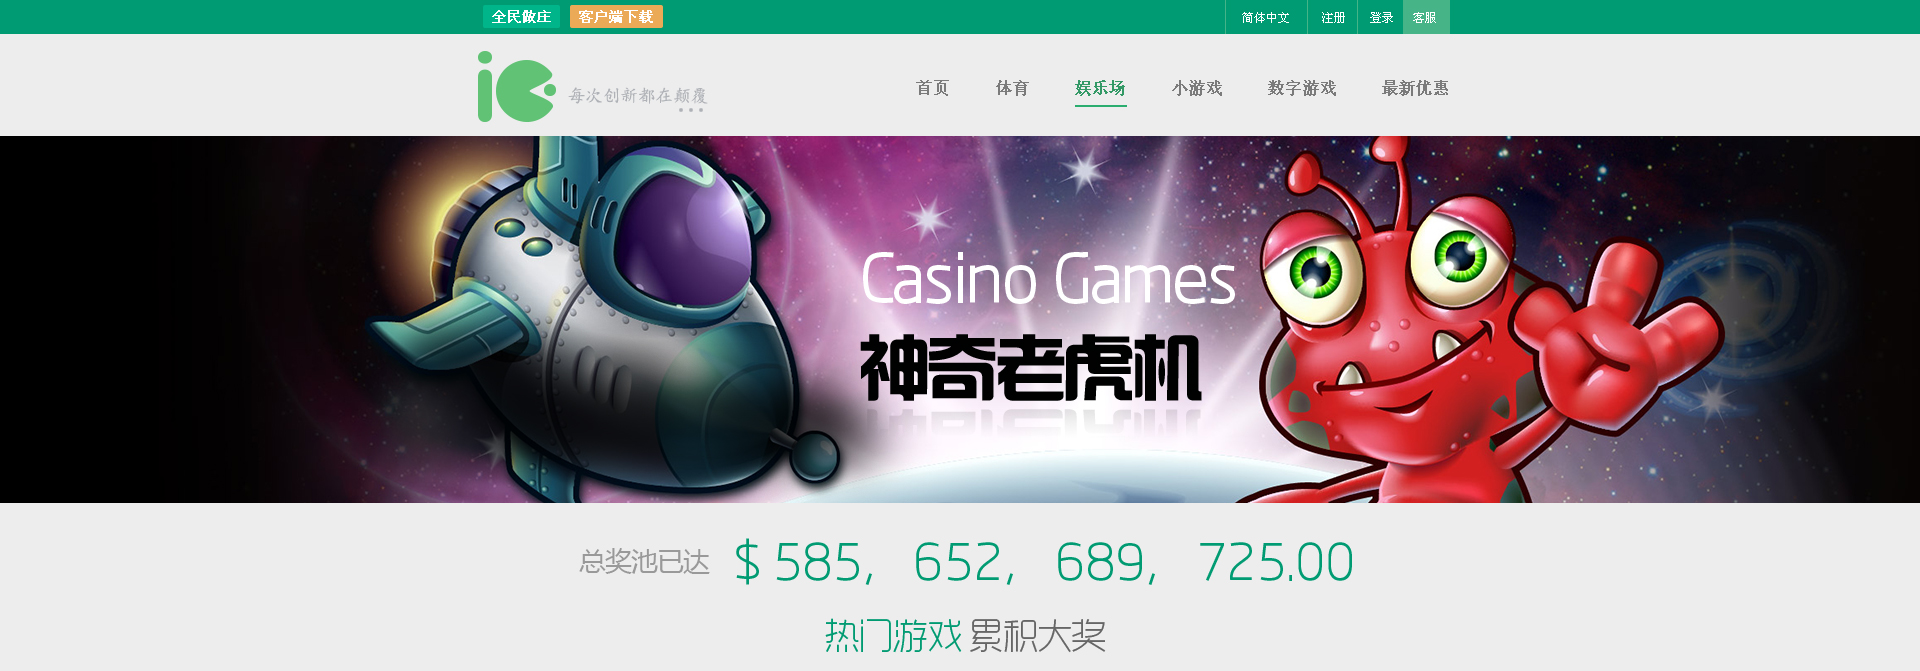 全民做庄 客户端下载 简体中文 注册 登录 客服
iC 每次创新都在颠覆... 首页 体育 娱乐场 小游戏 数字游戏 最新优惠
Casino Games
神奇老虎机
总奖池已达 $ 585, 652, 689, 725.00
热门游戏 累积大奖